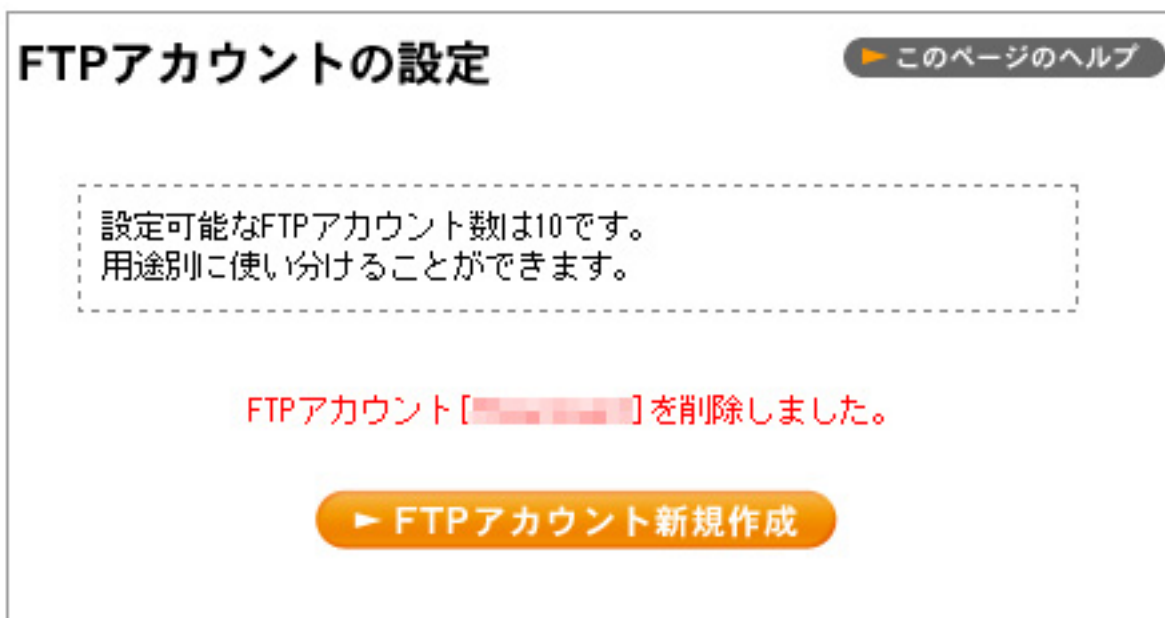 FTPアカウントの設定
このページのヘルプ
設定可能なFTPアカウント数は10です。
用途別に使い分けることができます。
FTPアカウント[]を削除しました。
FTPアカウント新規作成